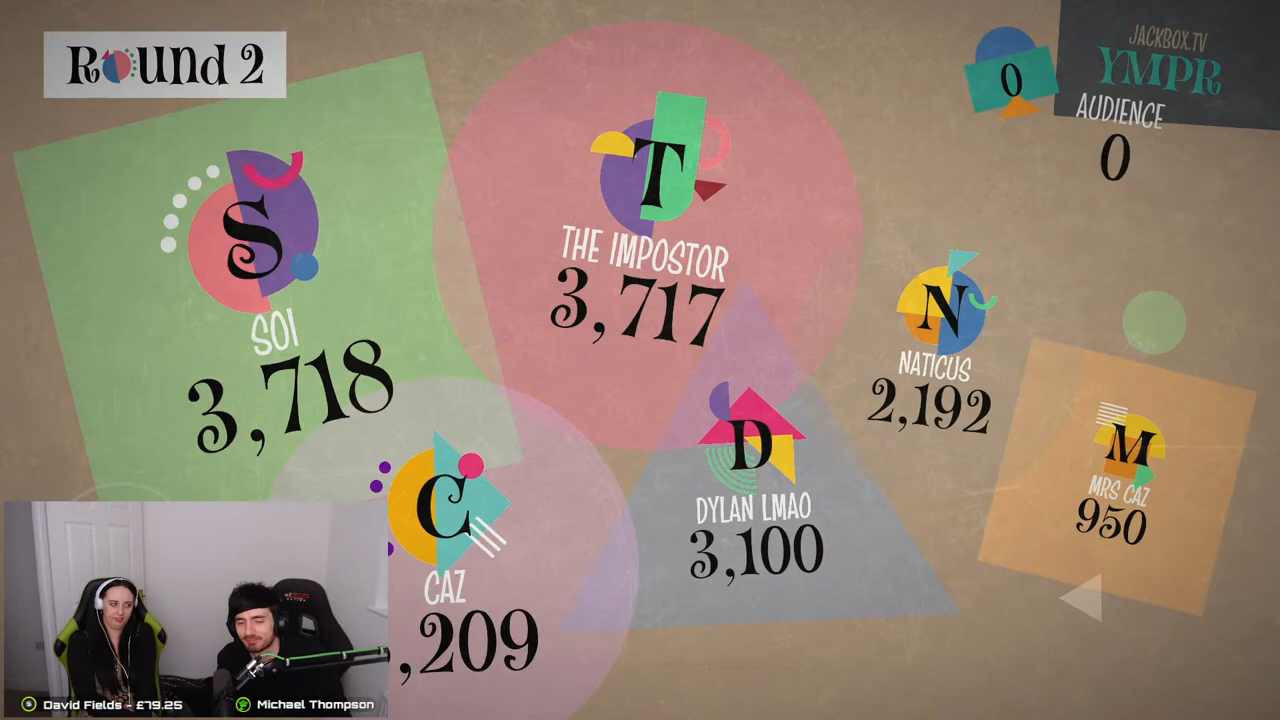 Round 2
0
JACKBOX.TV
YMPR
AUDIENCE
0
S
SOI
3,718
T
THE IMPOSTOR
3,717
N
NATICUS
2,192
M
MRS CAZ
950
D
DYLAN LMAO
3,100
C
CAZ
,209
David Fields - £79.25
Michael Thompson